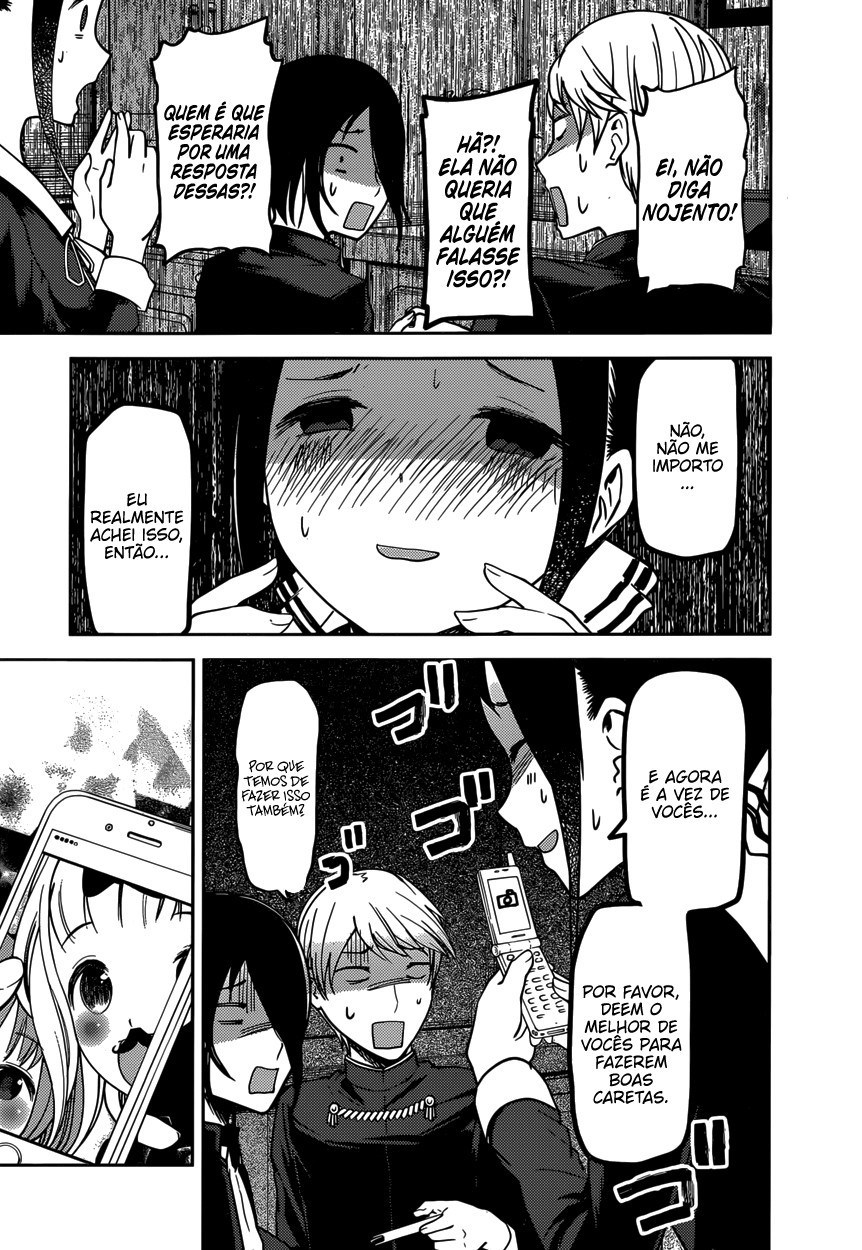 EI, NÃO
DIGA
NOJENTO!
HÃ?!
ELA NÃO
QUERIA
QUE
ALGUÉM
FALASSE
ISSO?!
QUEM É QUE
ESPERARIA
POR UMA
RESPOSTA
DESSAS?!
NÃO,
NÃO ME
IMPORTO
...
EU
REALMENTE
ACHEI ISSO,
ENTÃO...
E AGORA
É A VEZ DE
VOCÊS...
POR FAVOR,
DEEM O
MELHOR DE
VOCÊS PARA
FAZEREM
BOAS
CARETAS.
POR QUE
TEMOS DE
FAZER ISSO
TAMBÉM?
ゴ
ゴ
ゴ
ゴ
ゴ